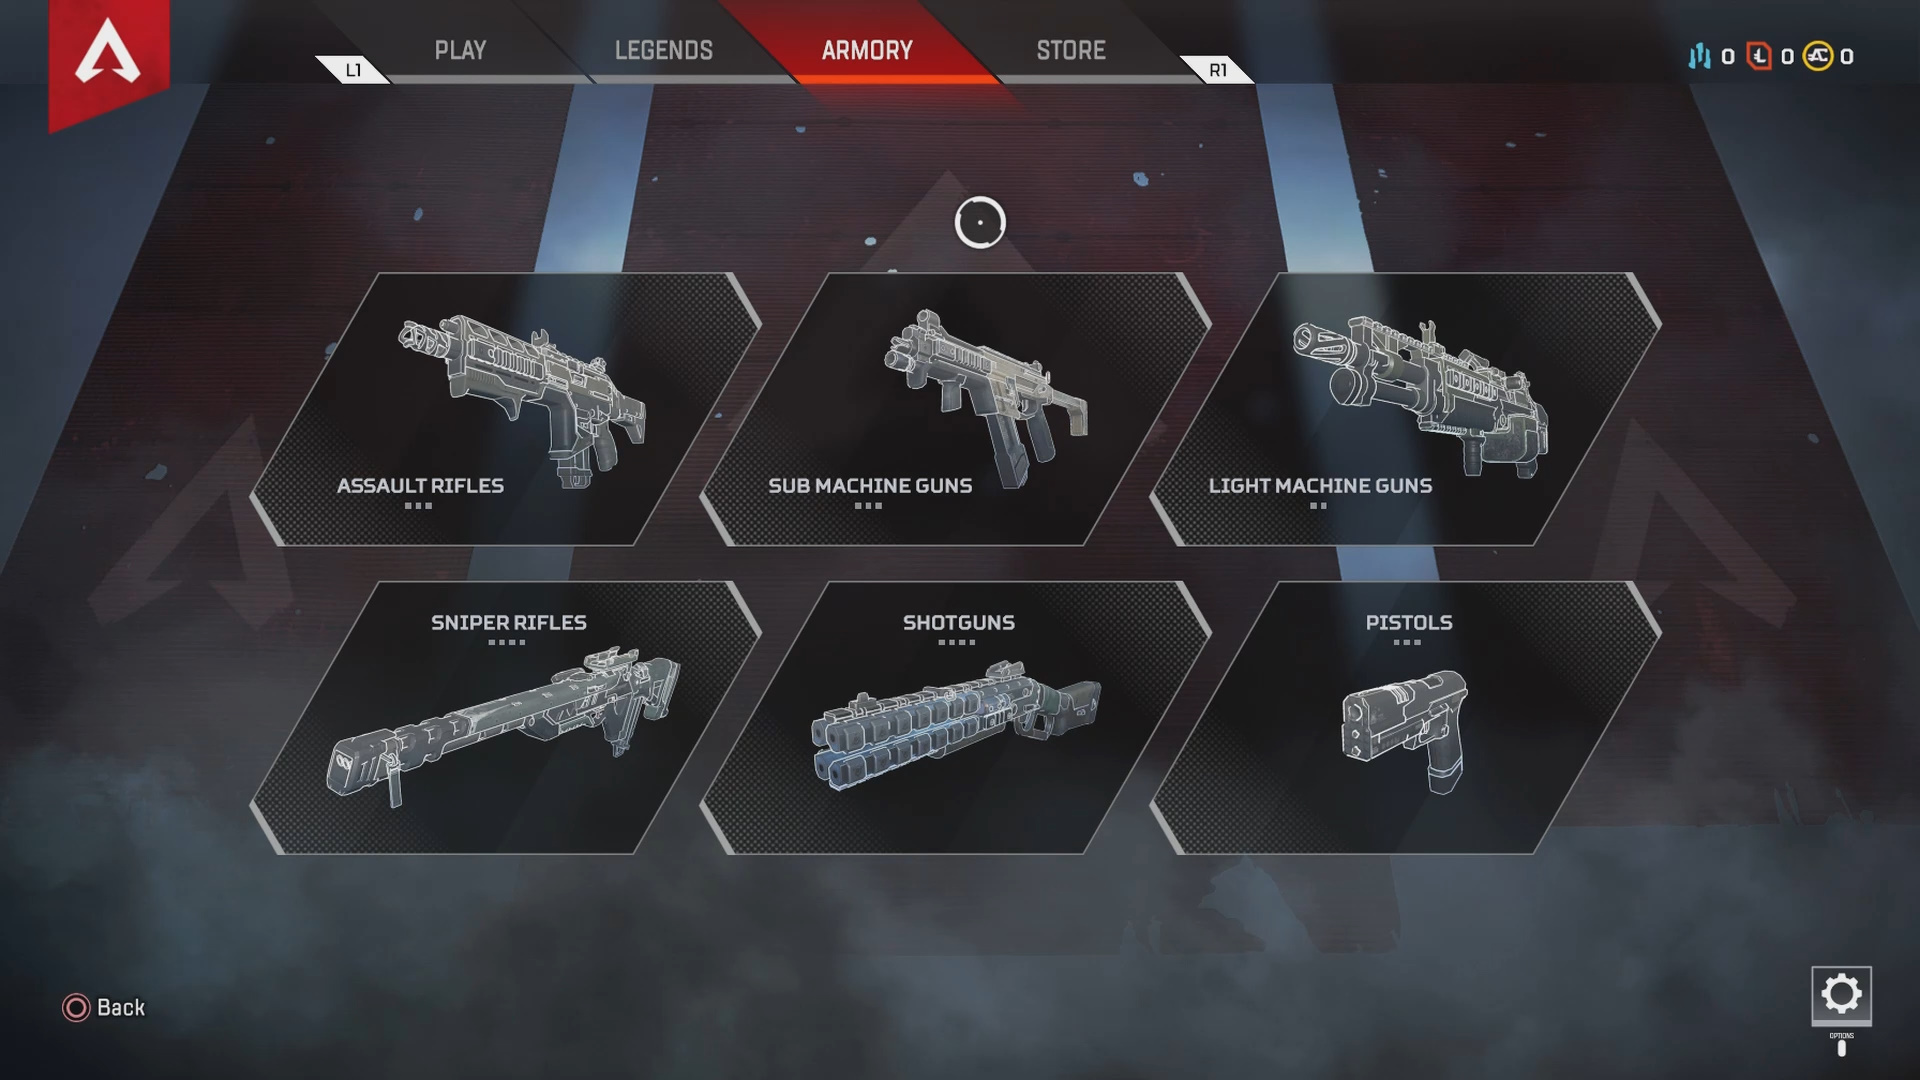 PLAY
LEGENDS
ARMORY
STORE
L1
R1
0
0
0
ASSAULT RIFLES
SUB MACHINE GUNS
LIGHT MACHINE GUNS
SNIPER RIFLES
SHOTGUNS
PISTOLS
Back
OPTIONS